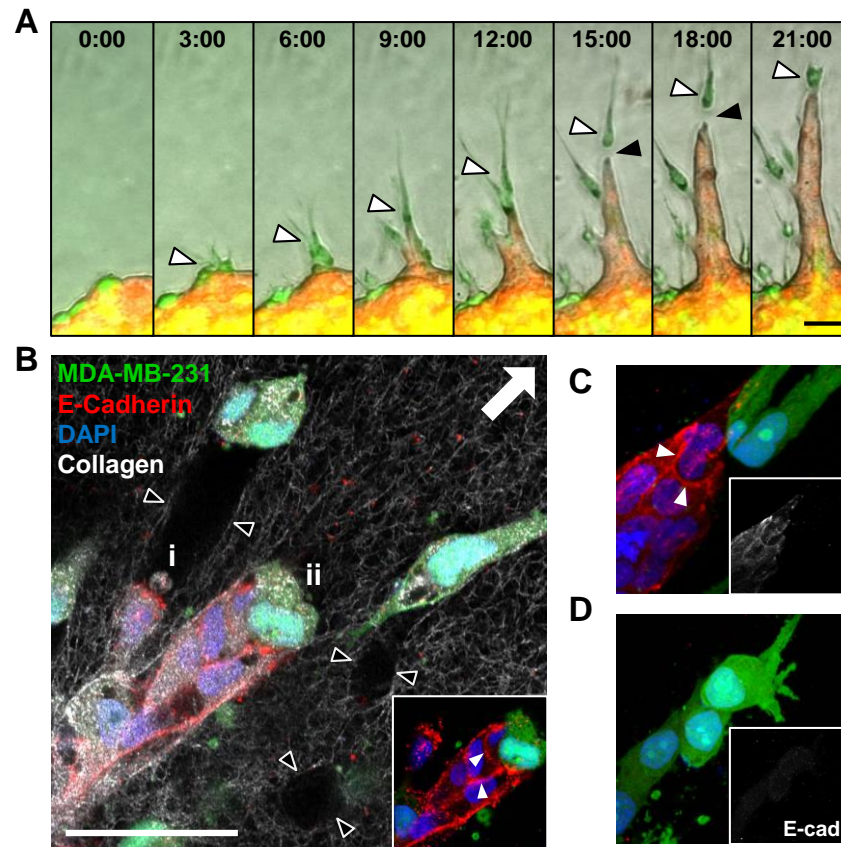 A
0:00 3:00 6:00 9:00 12:00 15:00 18:00 21:00
B
MDA-MB-231
E-Cadherin
DAPI
Collagen
i
ii
C
D
E-cad